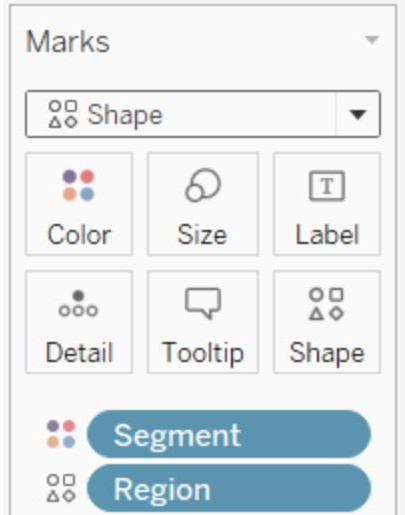 Marks
Shape
Color Size Label
Detail Tooltip Shape
Segment
Region